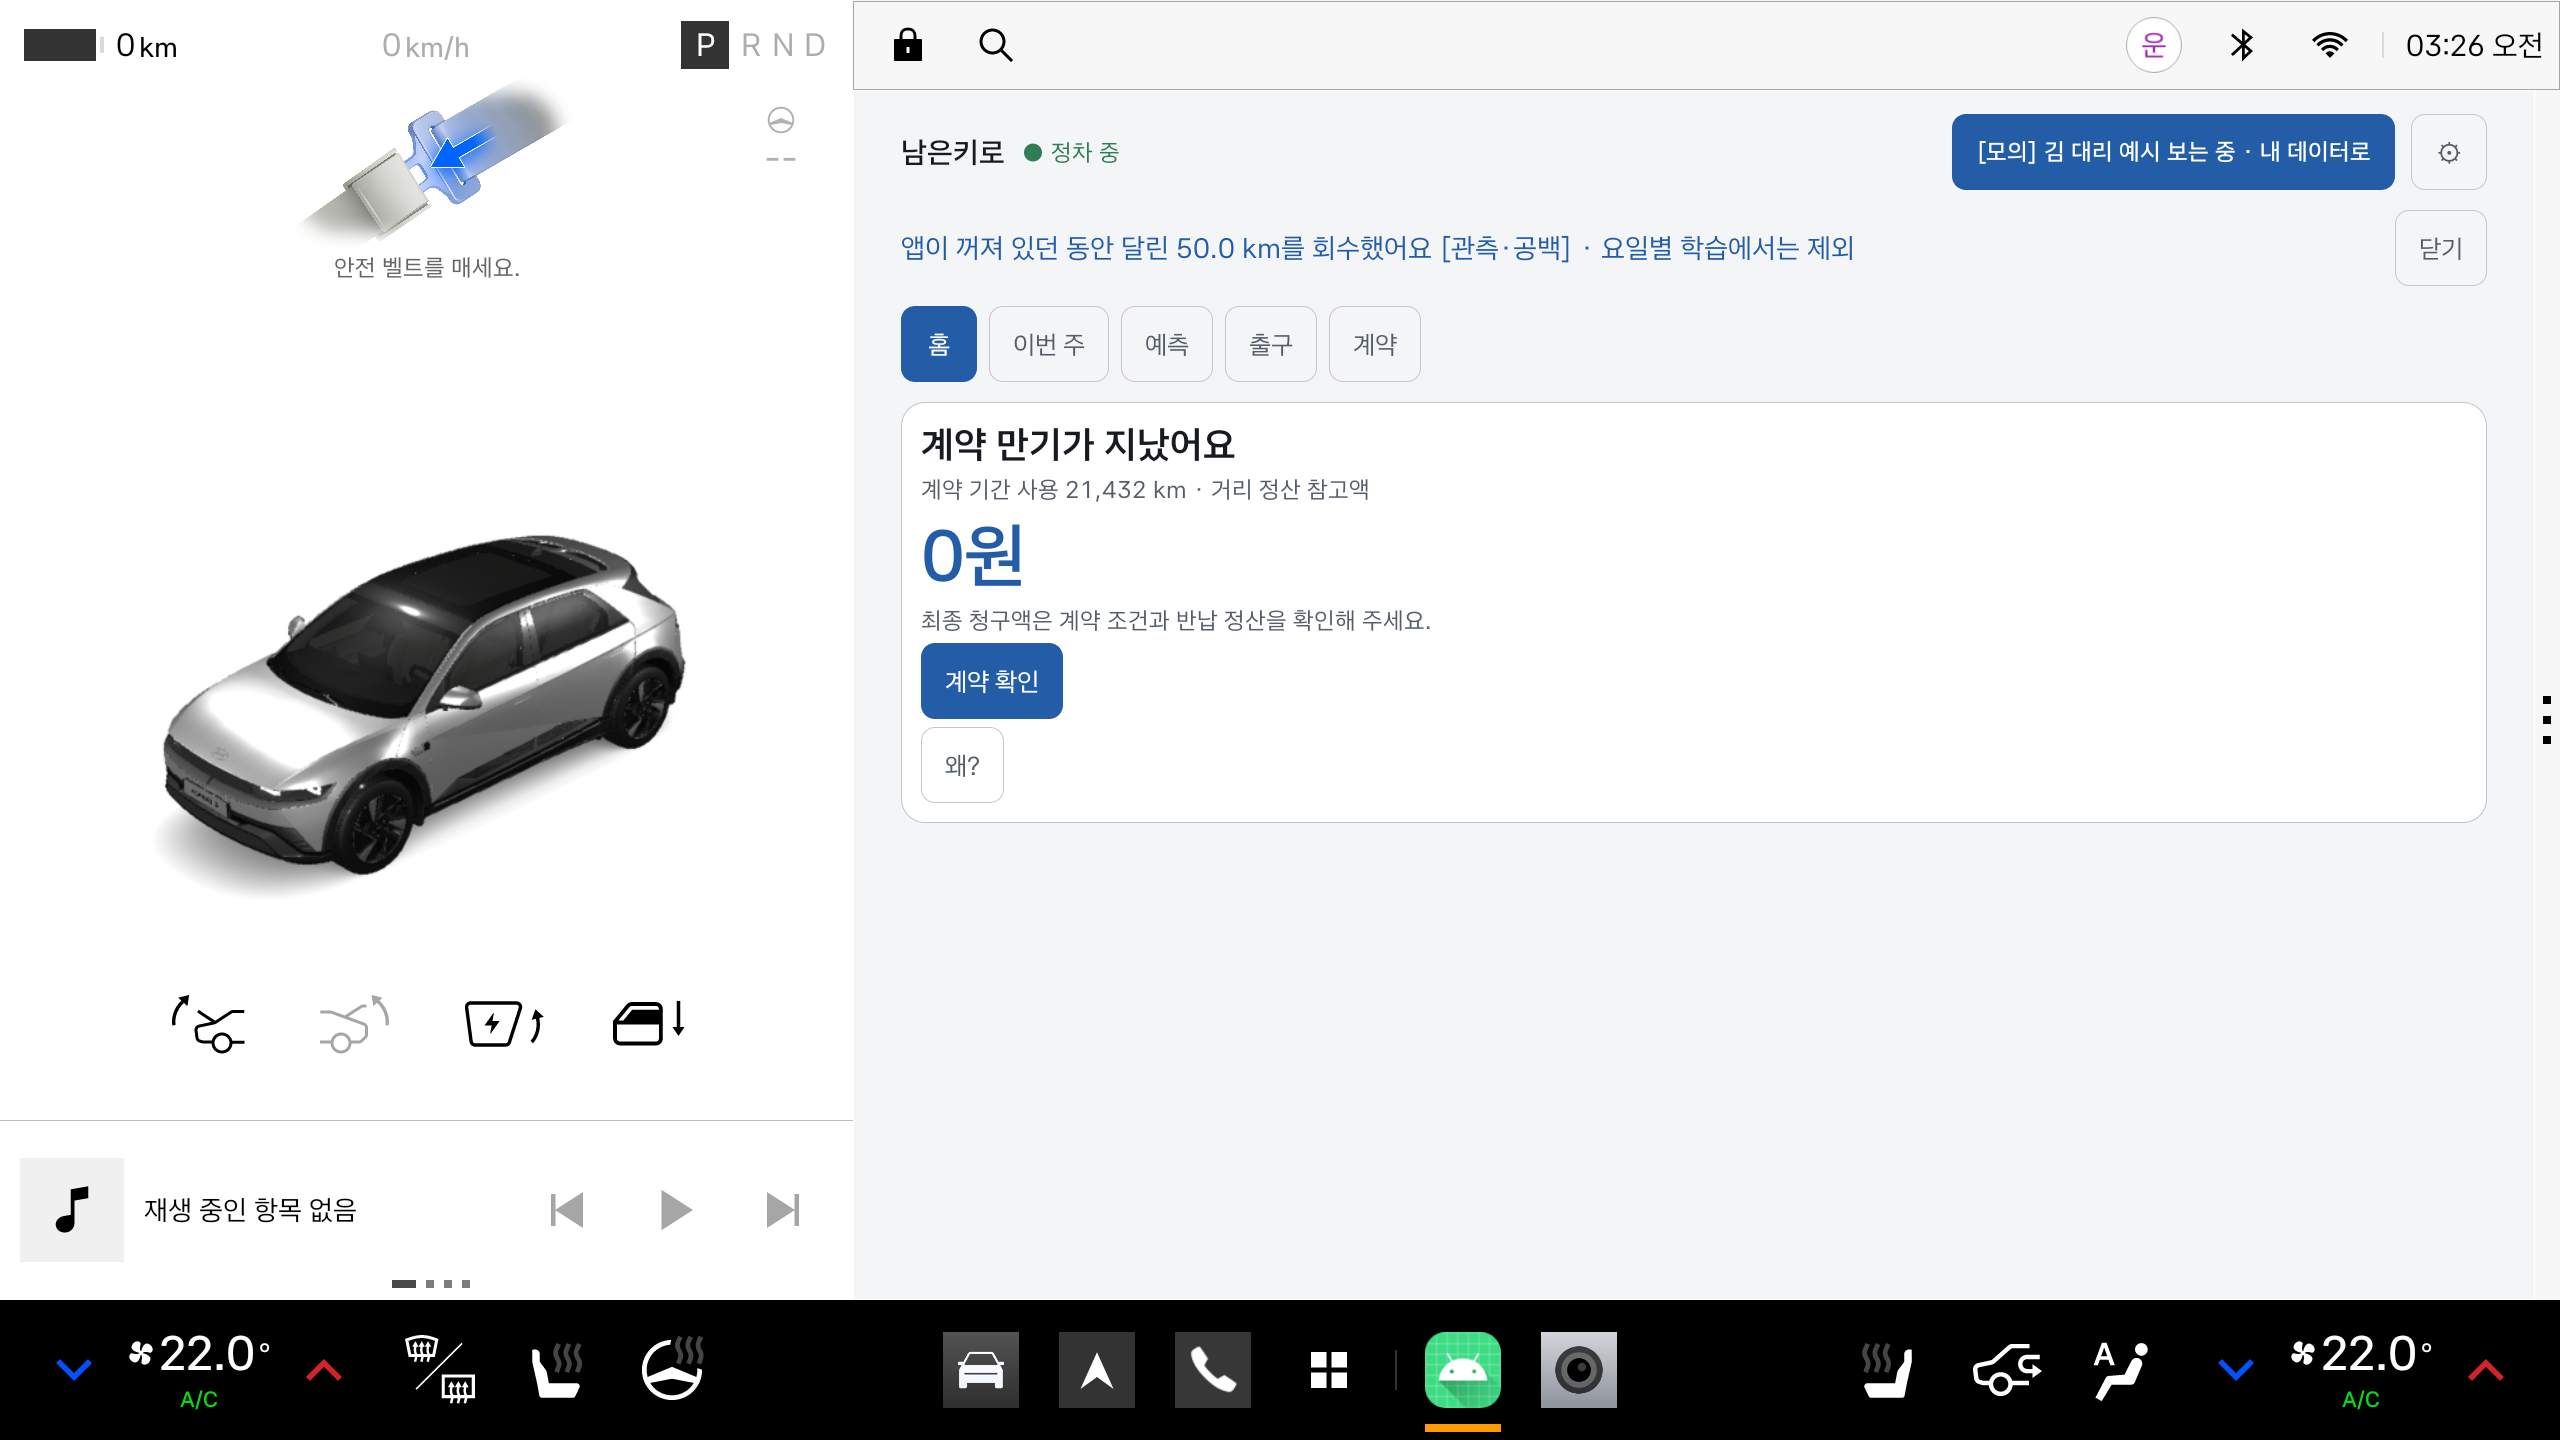 0 km
0 km/h
P R N D
안전 벨트를 매세요.
재생 중인 항목 없음
운
03:26 오전
남은키로
정차 중
[모의] 김 대리 예시 보는 중 · 내 데이터로
앱이 꺼져 있던 동안 달린 50.0 km를 회수했어요 [관측·공백] · 요일별 학습에서는 제외
닫기
홈
이번 주
예측
출구
계약
계약 만기가 지났어요
계약 기간 사용 21,432 km · 거리 정산 참고액
0원
최종 청구액은 계약 조건과 반납 정산을 확인해 주세요.
계약 확인
왜?
22.0°
A/C
A
22.0°
A/C